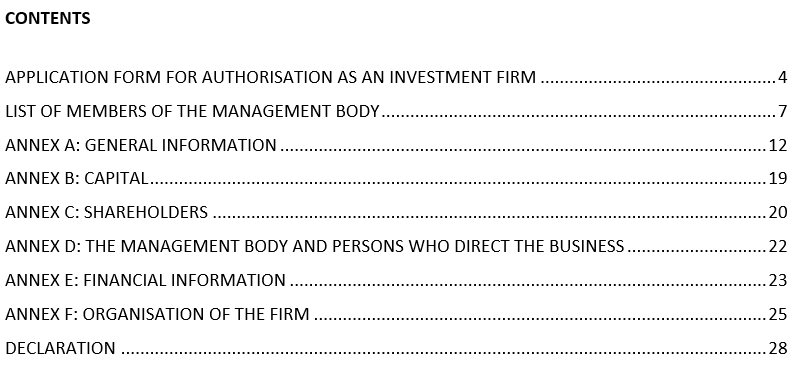 CONTENTS
APPLICATION FORM FOR AUTHORISATION AS AN INVESTMENT FIRM ................................................ 4
LIST OF MEMBERS OF THE MANAGEMENT BODY ................................................................................ 7
ANNEX A: GENERAL INFORMATION .................................................................................................. 12
ANNEX B: CAPITAL ............................................................................................................................ 19
ANNEX C: SHAREHOLDERS ............................................................................................................... 20
ANNEX D: THE MANAGEMENT BODY AND PERSONS WHO DIRECT THE BUSINESS ............................ 22
ANNEX E: FINANCIAL INFORMATION ................................................................................................ 23
ANNEX F: ORGANISATION OF THE FIRM ........................................................................................... 25
DECLARATION ................................................................................................................................... 28